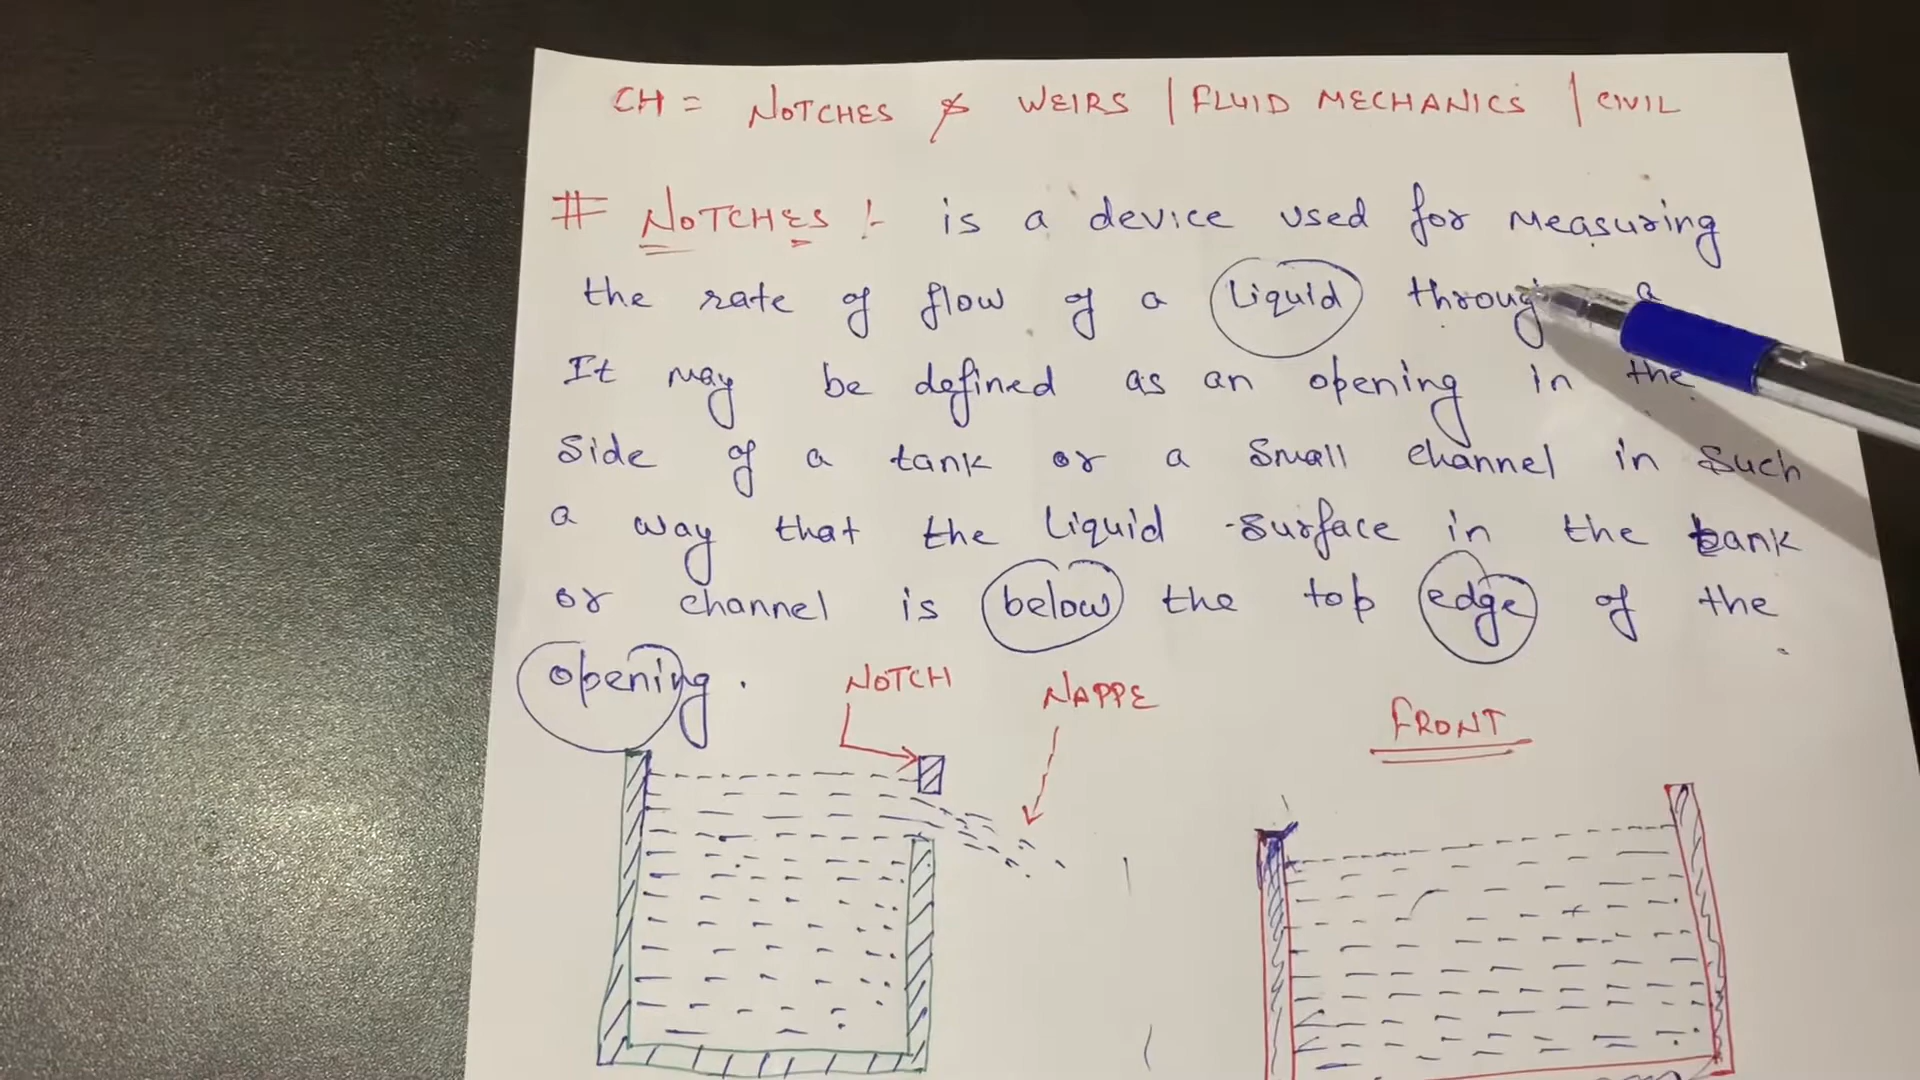 CH = NOTCHES & WEIRS | FLUID MECHANICS | CIVIL
# NOTCHES :- is a device used for Measuring
the rate of flow of a liquid through a
It may be defined as an opening in the
side of a tank or a small channel in such
a way that the liquid surface in the tank
or channel is below the top edge of the
opening.
NOTCH
NAPPE
FRONT